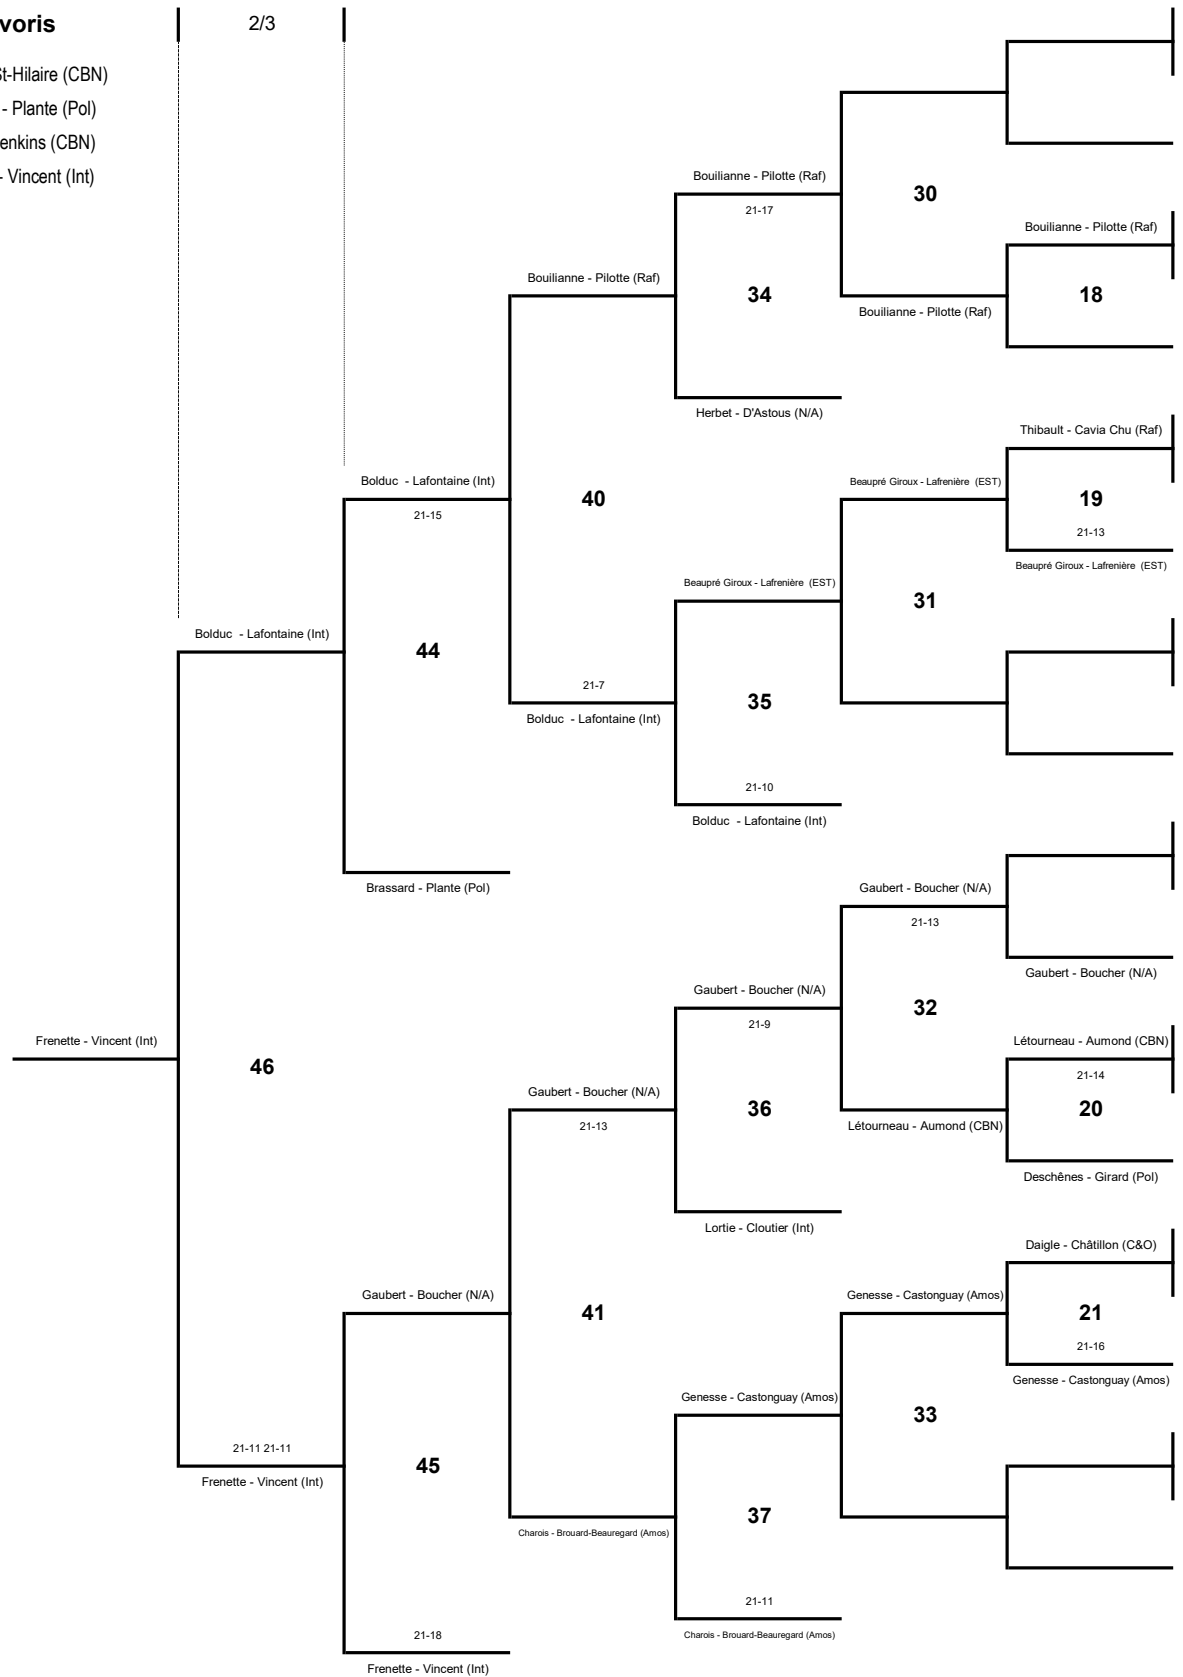 voris
2/3
St-Hilaire (CBN)
- Plante (Pol)
enkins (CBN)
- Vincent (Int)
Bouilianne - Pilotte (Raf)
21-17
30
Bouilianne - Pilotte (Raf)
Bouilianne - Pilotte (Raf)
34
18
Bouilianne - Pilotte (Raf)
Herbet - D'Astous (N/A)
Thibault - Cavia Chu (Raf)
Bolduc - Lafontaine (Int)
21-15
40
Beaupré Giroux - Lafrenière (EST)
19
21-13
Beaupré Giroux - Lafrenière (EST)
Beaupré Giroux - Lafrenière (EST)
31
Bolduc - Lafontaine (Int)
44
21-7
Bolduc - Lafontaine (Int)
35
21-10
Bolduc - Lafontaine (Int)
Brassard - Plante (Pol)
Gaubert - Boucher (N/A)
21-13
Gaubert - Boucher (N/A)
Gaubert - Boucher (N/A)
21-9
32
Frenette - Vincent (Int)
46
Létourneau - Aumond (CBN)
21-14
20
Gaubert - Boucher (N/A)
21-13
36
Létourneau - Aumond (CBN)
Deschênes - Girard (Pol)
Lortie - Cloutier (Int)
Daigle - Châtillon (C&O)
Gaubert - Boucher (N/A)
41
Genesse - Castonguay (Amos)
21
21-16
Genesse - Castonguay (Amos)
Genesse - Castonguay (Amos)
33
21-11 21-11
Frenette - Vincent (Int)
45
Charois - Brouard-Beauregard (Amos)
37
21-11
Charois - Brouard-Beauregard (Amos)
21-18
Frenette - Vincent (Int)